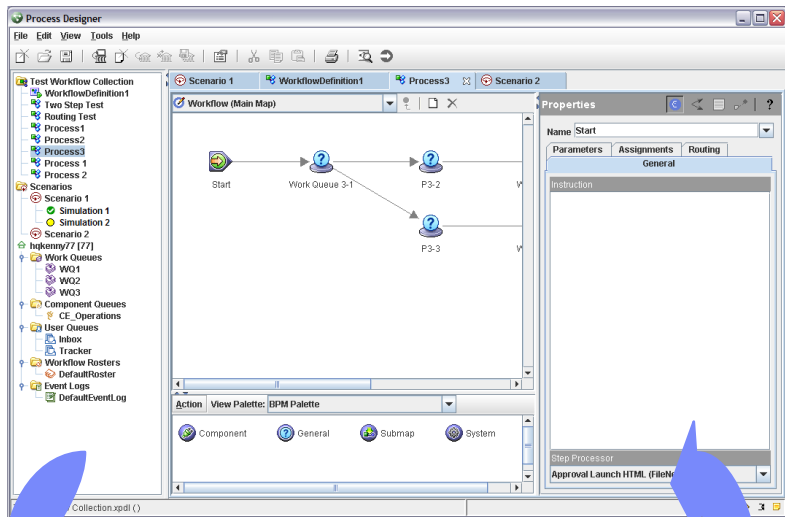 Process Designer
File Edit View Tools Help
Test Workflow Collection
WorkflowDefinition1
Two Step Test
Routing Test
Process1
Process2
Process3
Process 1
Process 2
Scenarios
Scenario 1
Simulation 1
Simulation 2
Scenario 2
hqkenny77 [77]
Work Queues
WQ1
WQ2
WQ3
Component Queues
CE_Operations
User Queues
Inbox
Tracker
Workflow Rosters
DefaultRoster
Event Logs
DefaultEventLog
Scenario 1 WorkflowDefinition1 Process3 Scenario 2
Workflow (Main Map)
Start Work Queue 3-1 P3-2 W
P3-3 W
Action View Palette: BPM Palette
Component General Submap System
Properties ?
Name Start
Parameters Assignments Routing
General
Instruction
Step Processor
Approval Launch HTML
Collection.xpdl ()